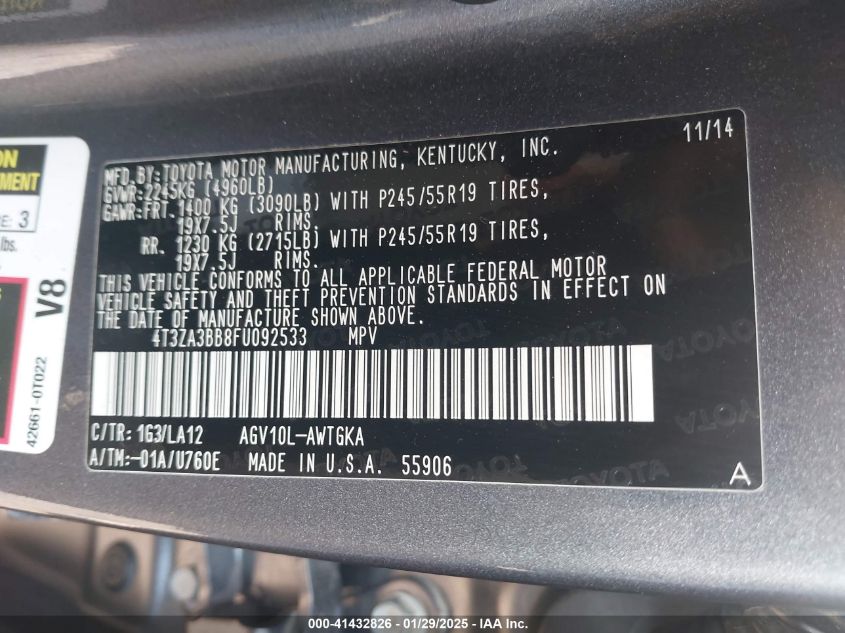 11/14
MFD.BY:TOYOTA MOTOR MANUFACTURING, KENTUCKY, INC.
GVWR:2245KG (4960LB)
GAWR:FRT. 1400 KG (3090LB) WITH P245/55R19 TIRES,
19X7.5J RIMS.
RR. 1230 KG (2715LB) WITH P245/55R19 TIRES,
19X7.5J RIMS.
THIS VEHICLE CONFORMS TO ALL APPLICABLE FEDERAL MOTOR
VEHICLE SAFETY AND THEFT PREVENTION STANDARDS IN EFFECT ON
THE DATE OF MANUFACTURE SHOWN ABOVE.
4T3ZA3BB8FU092533 MPV
C/TR: 1G3/LA12 AGV10L-AWTGKA
A/TM:-01A/U760E MADE IN U.S.A. 55906
A
3
lbs.
V8
42661-0T022
000-41432826 - 01/29/2025 - IAA Inc.